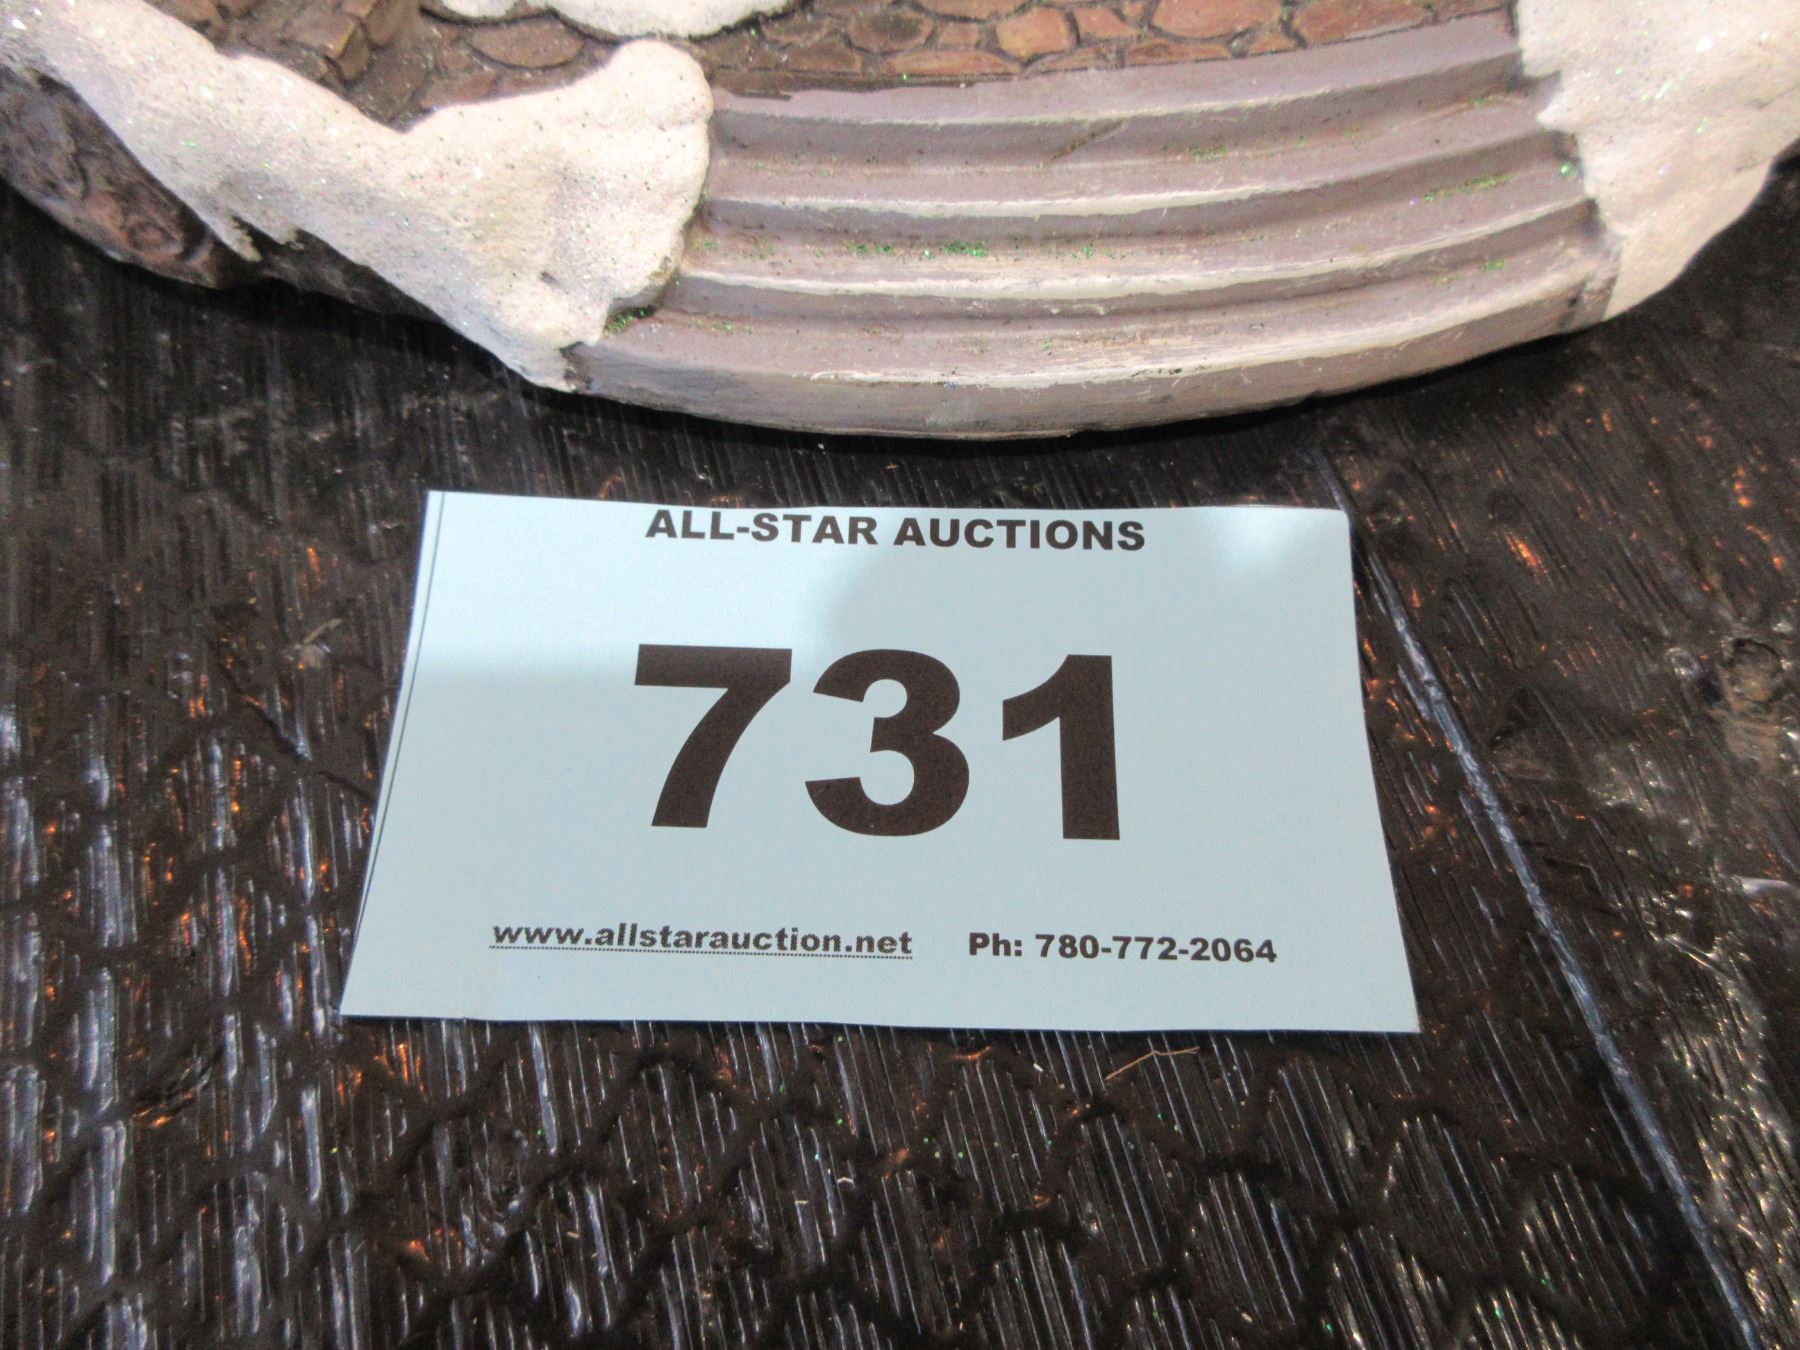 ALL-STAR AUCTIONS
731
www.allstarauction.net Ph: 780-772-2064